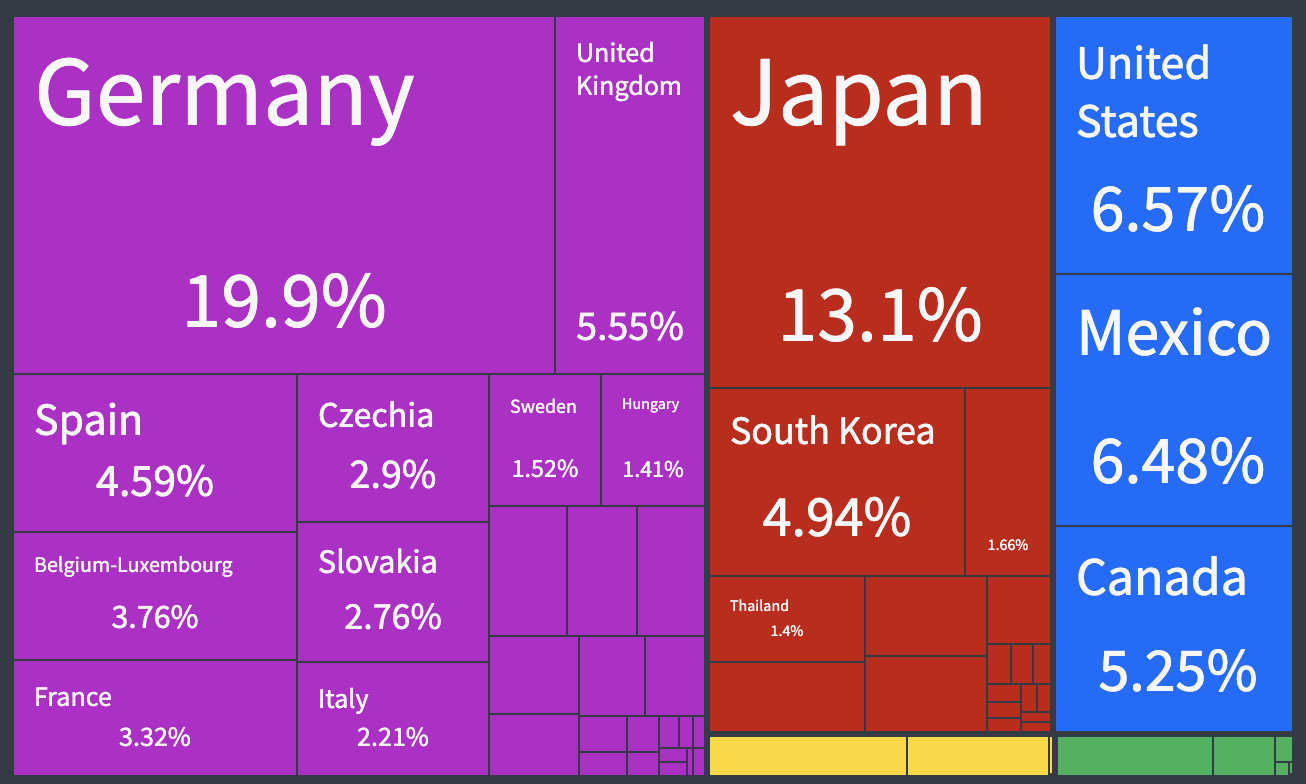 Germany
19.9%
United
Kingdom
5.55%
Spain
4.59%
Belgium-Luxembourg
3.76%
France
3.32%
Czechia
2.9%
Slovakia
2.76%
Italy
2.21%
Sweden
1.52%
Hungary
1.41%
Japan
13.1%
South Korea
4.94%
1.66%
Thailand
1.4%
United
States
6.57%
Mexico
6.48%
Canada
5.25%